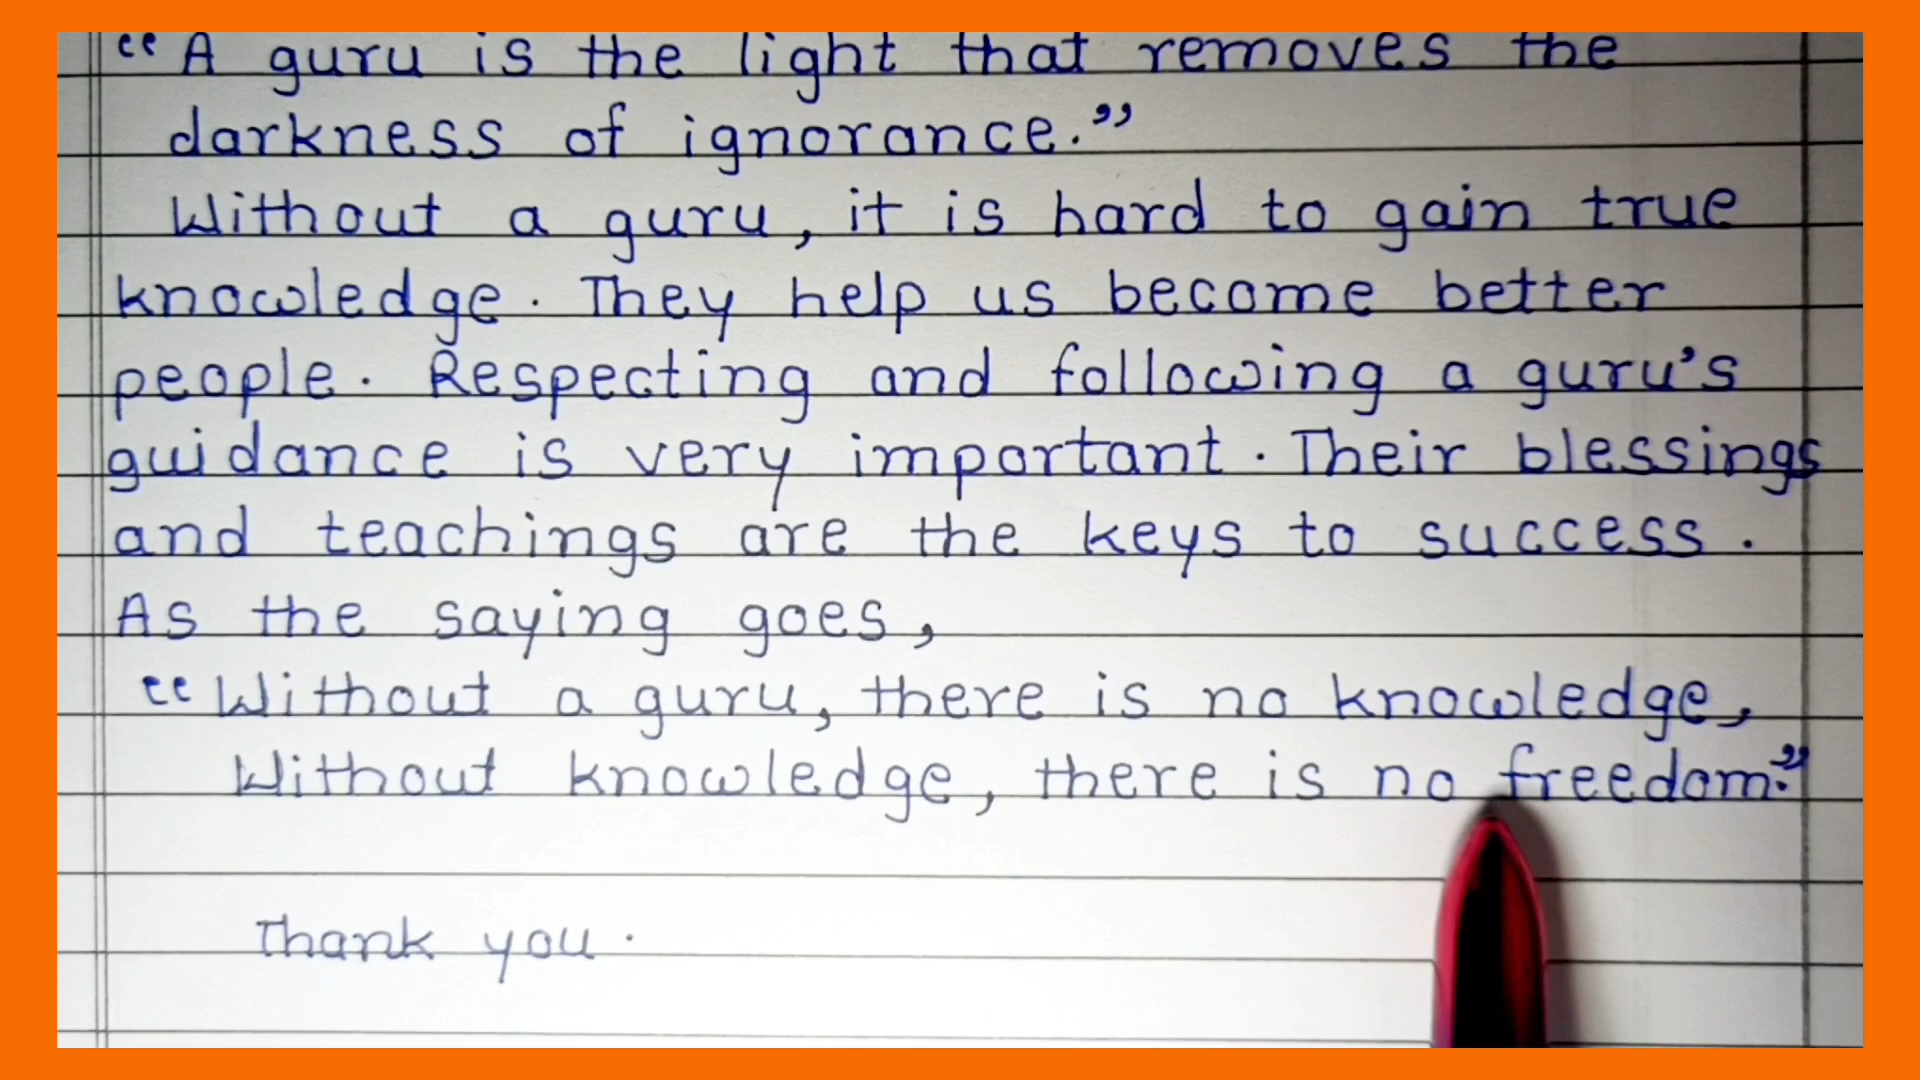 “A guru is the light that removes the
darkness of ignorance.”
Without a guru, it is hard to gain true
knowledge. They help us become better
people. Respecting and following a guru's
guidance is very important. Their blessings
and teachings are the keys to success.
As the saying goes,
“Without a guru, there is no knowledge,
Without knowledge, there is no freedom.”
Thank you.